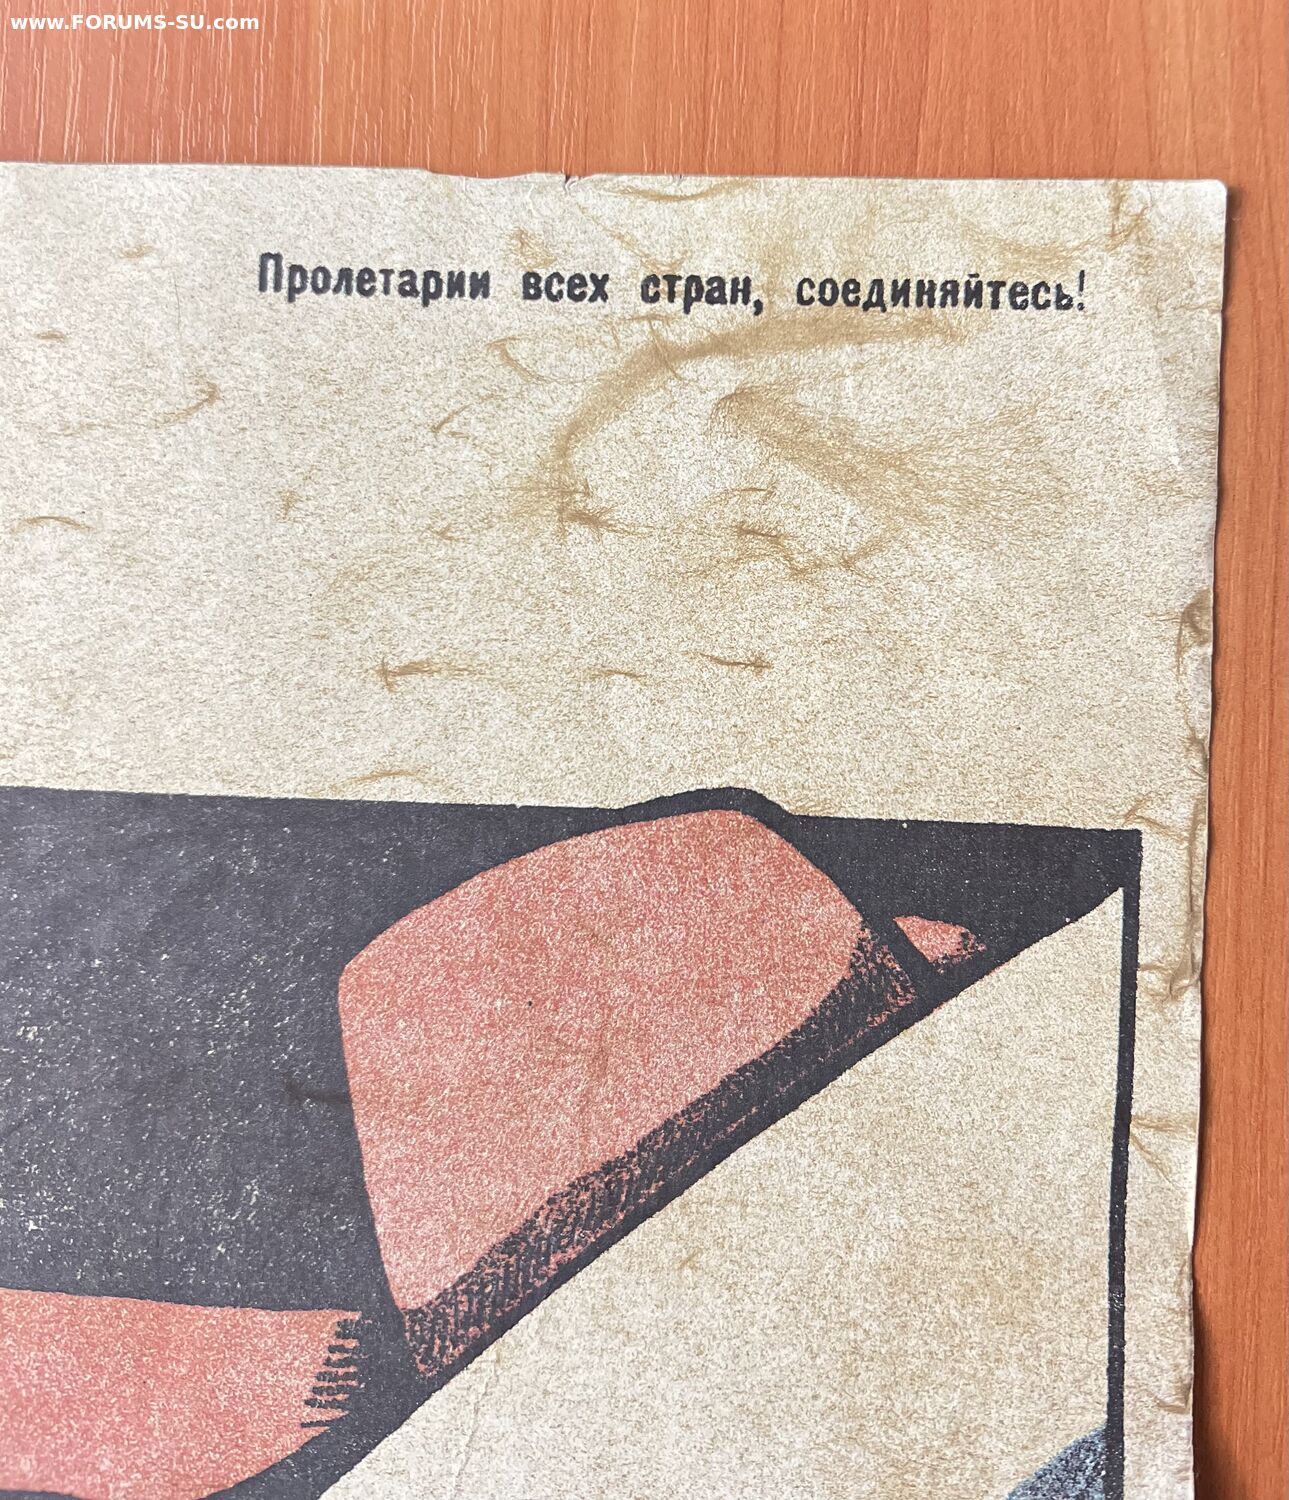 www.FORUMS-SU.com
Пролетарии всех стран, соединяйтесь!